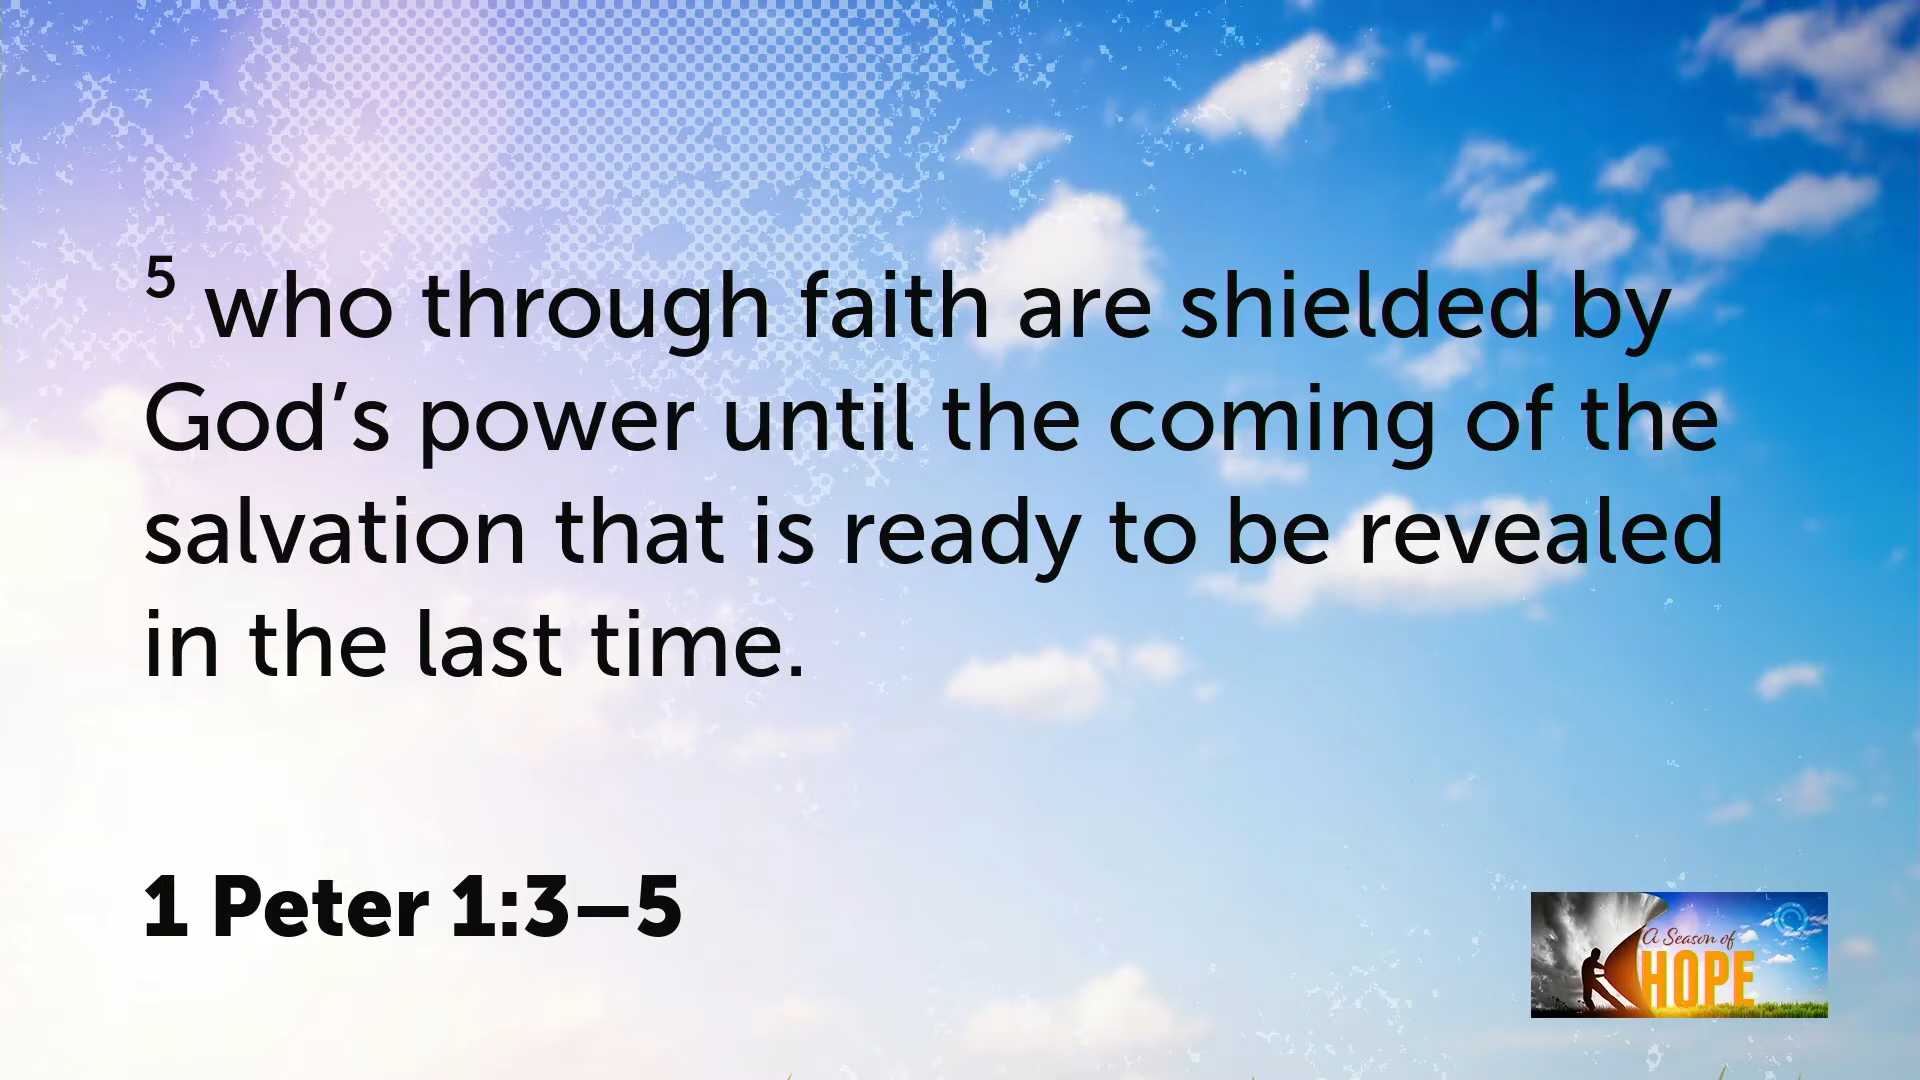 5 who through faith are shielded by
God’s power until the coming of the
salvation that is ready to be revealed
in the last time.
1 Peter 1:3–5
A Season of
HOPE